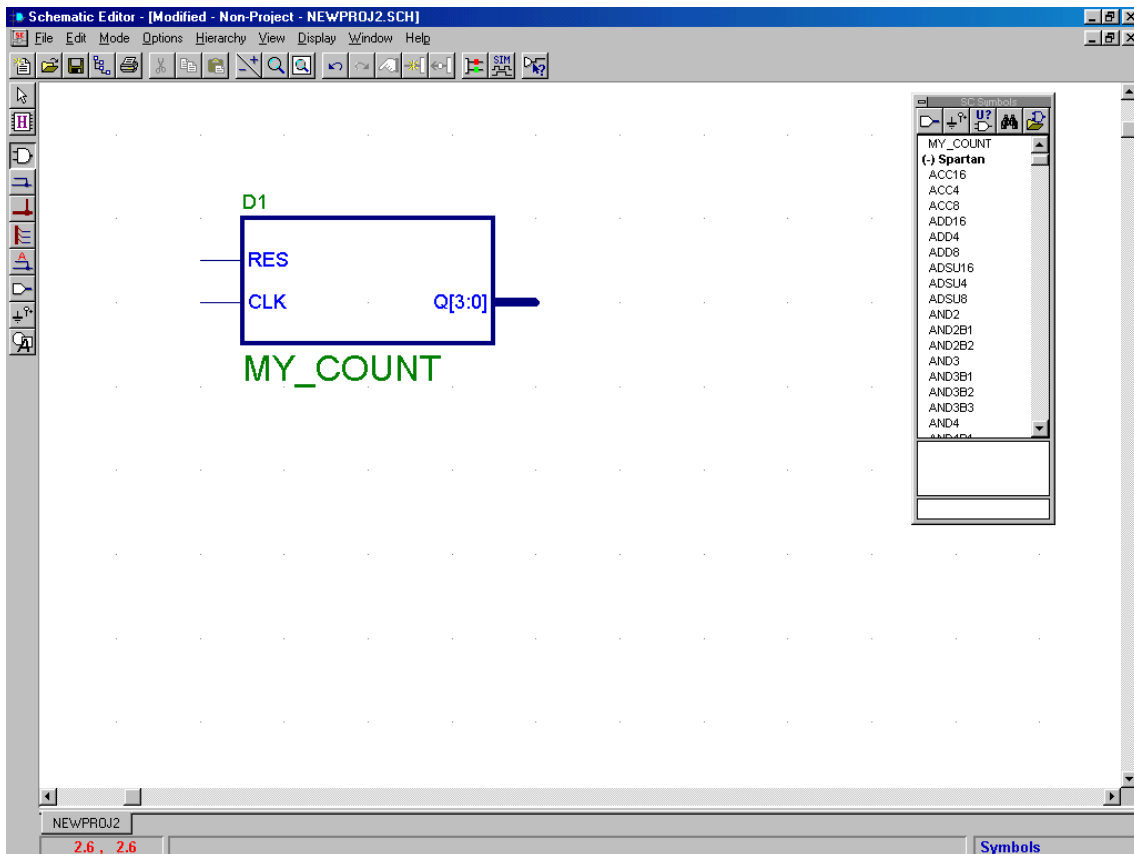 Schematic Editor - [Modified - Non-Project - NEWPROJ2.SCH]
File Edit Mode Options Hierarchy View Display Window Help
SIM
H
A
A
SC Symbols
U?
MY_COUNT
(-) Spartan
ACC16
ACC4
ACC8
ADD16
ADD4
ADD8
ADSU16
ADSU4
ADSU8
AND2
AND2B1
AND2B2
AND3
AND3B1
AND3B2
AND3B3
AND4
D1
RES
CLK Q[3:0]
MY_COUNT
NEWPROJ2
2.6 , 2.6 Symbols